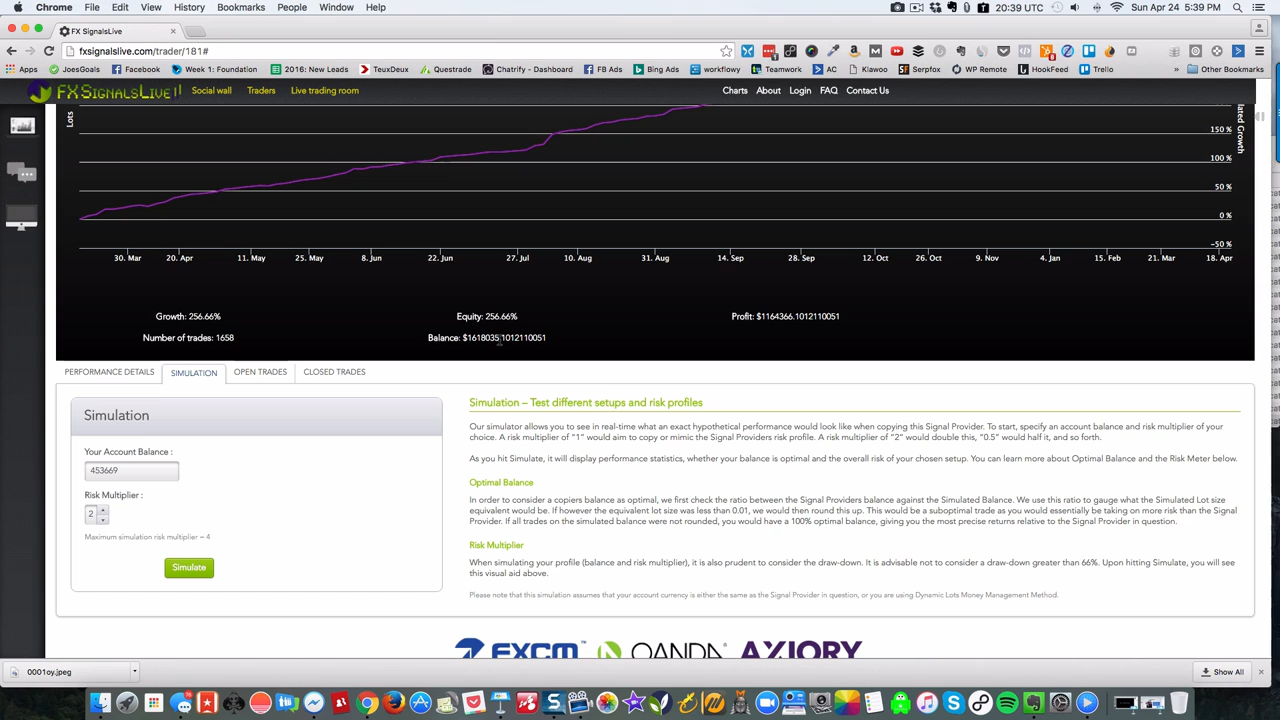 Chrome File Edit View History Bookmarks People Window Help 20:39 UTC Sun Apr 24 5:39 PM
FX SignalsLive
fxsignalslive.com/trader/181#
Apps JoesGoals Facebook Week 1: Foundation 2016: New Leads TeuxDeux Questrade Chatrify - Dashboard FB Ads Bing Ads workflowy Teamwork AC Klawoo Serpfox WP Remote HookFeed Trello » Other Bookmarks
FXSIGNALSLIVE! Social wall Traders Live trading room Charts About Login FAQ Contact Us
Lots
lated Growth
150 %
100 %
50 %
0 %
-50 %
30. Mar 20. Apr 11. May 25. May 8. Jun 22. Jun 27. Jul 10. Aug 31. Aug 14. Sep 28. Sep 12. Oct 26. Oct 9. Nov 4. Jan 15. Feb 21. Mar 18. Apr
Growth: 256.66% Equity: 256.66% Profit: $1164366.1012110051
Number of trades: 1658 Balance: $1618035.1012110051
PERFORMANCE DETAILS SIMULATION OPEN TRADES CLOSED TRADES
Simulation
Your Account Balance :
453669
Risk Multiplier :
2
Maximum simulation risk multiplier = 4
Simulate
Simulation – Test different setups and risk profiles
Our simulator allows you to see in real-time what an exact hypothetical performance would look like when copying this Signal Provider. To start, specify an account balance and risk multiplier of your
choice. A risk multiplier of "1" would aim to copy or mimic the Signal Providers risk profile. A risk multiplier of "2" would double this, "0.5" would half it, and so forth.
As you hit Simulate, it will display performance statistics, whether your balance is optimal and the overall risk of your chosen setup. You can learn more about Optimal Balance and the Risk Meter below.
Optimal Balance
In order to consider a copiers balance as optimal, we first check the ratio between the Signal Providers balance against the Simulated Balance. We use this ratio to gauge what the Simulated Lot size
equivalent would be. If however the equivalent lot size was less than 0.01, we would then round this up. This would be a suboptimal trade as you would essentially be taking on more risk than the Signal
Provider. If all trades on the simulated balance were not rounded, you would have a 100% optimal balance, giving you the most precise returns relative to the Signal Provider in question.
Risk Multiplier
When simulating your profile (balance and risk multiplier), it is also prudent to consider the draw-down. It is advisable not to consider a draw-down greater than 66%. Upon hitting Simulate, you will see
this visual aid above.
Please note that this simulation assumes that your account currency is either the same as the Signal Provider in question, or you are using Dynamic Lots Money Management Method.
FXCM™ OANDA AXIORY
0001oy.jpeg Show All